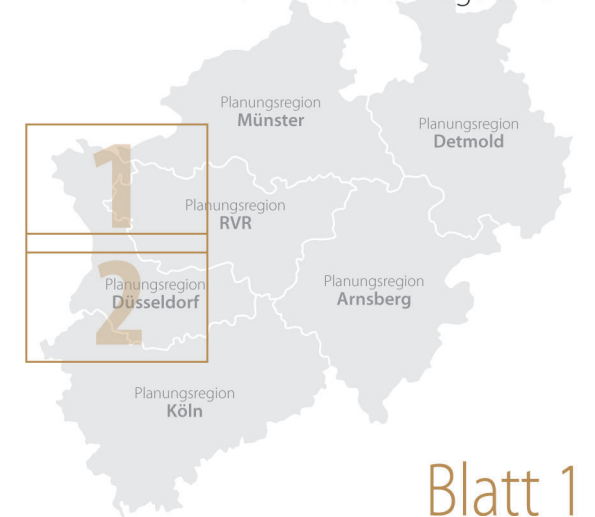 Planungsregion
Münster
Planungsregion
Detmold
1
Planungsregion
RVR
Planungsregion
Düsseldorf
2
Planungsregion
Arnsberg
Planungsregion
Köln
Blatt 1